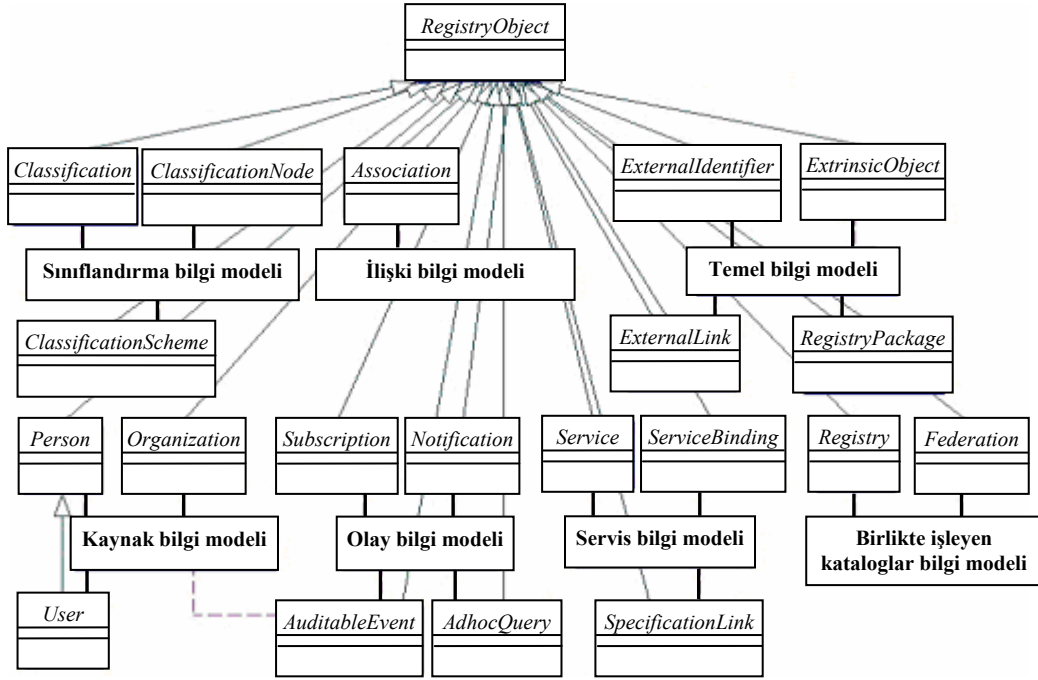 RegistryObject
Classification
ClassificationNode
Association
ExternalIdentifier
ExtrinsicObject
Sınıflandırma bilgi modeli
İlişki bilgi modeli
Temel bilgi modeli
ClassificationScheme
ExternalLink
RegistryPackage
Person
Organization
Subscription
Notification
Service
ServiceBinding
Registry
Federation
Kaynak bilgi modeli
Olay bilgi modeli
Servis bilgi modeli
Birlikte işleyen
kataloglar bilgi modeli
User
AuditableEvent
AdhocQuery
SpecificationLink